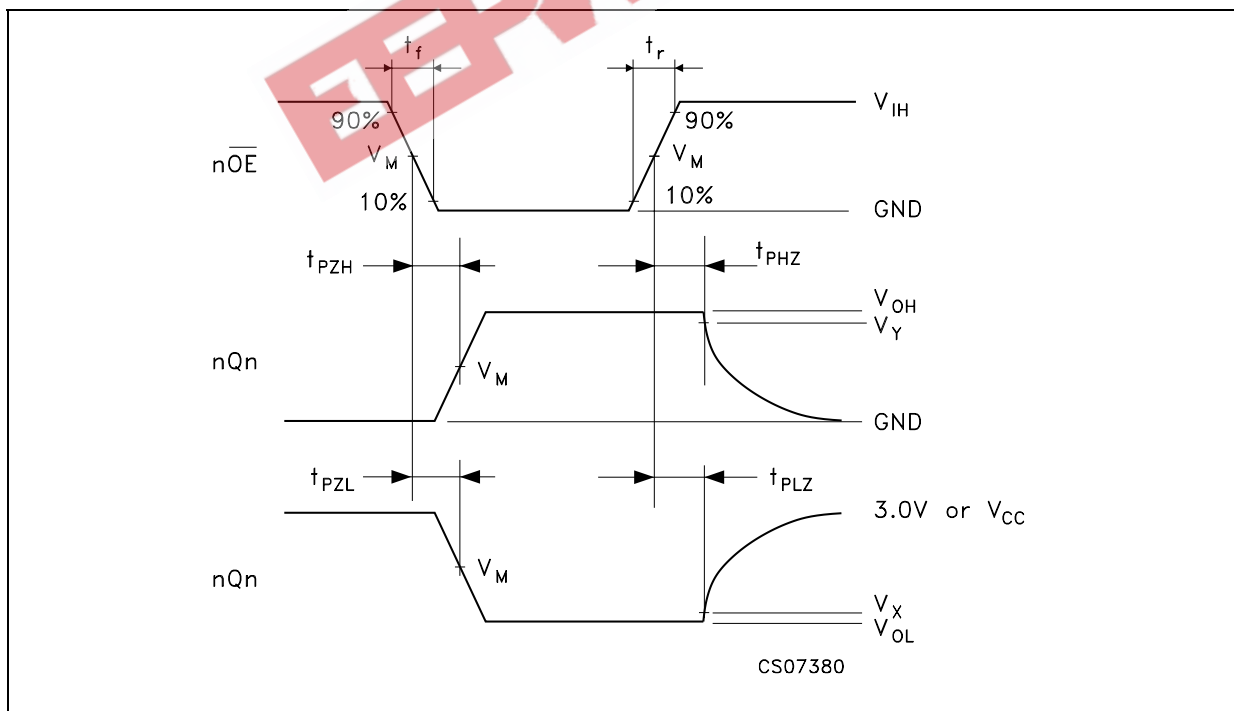 tf
tr
90%
90%
VIH
nOE
VM
VM
10%
10%
GND
tPZH
tPHZ
VOH
VY
nQn
VM
GND
tPZL
tPLZ
3.0V or VCC
nQn
VM
VX
VOL
CS07380